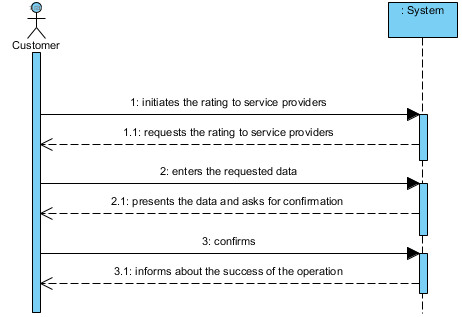 : System
Customer
1: initiates the rating to service providers
1.1: requests the rating to service providers
2: enters the requested data
2.1: presents the data and asks for confirmation
3: confirms
3.1: informs about the success of the operation